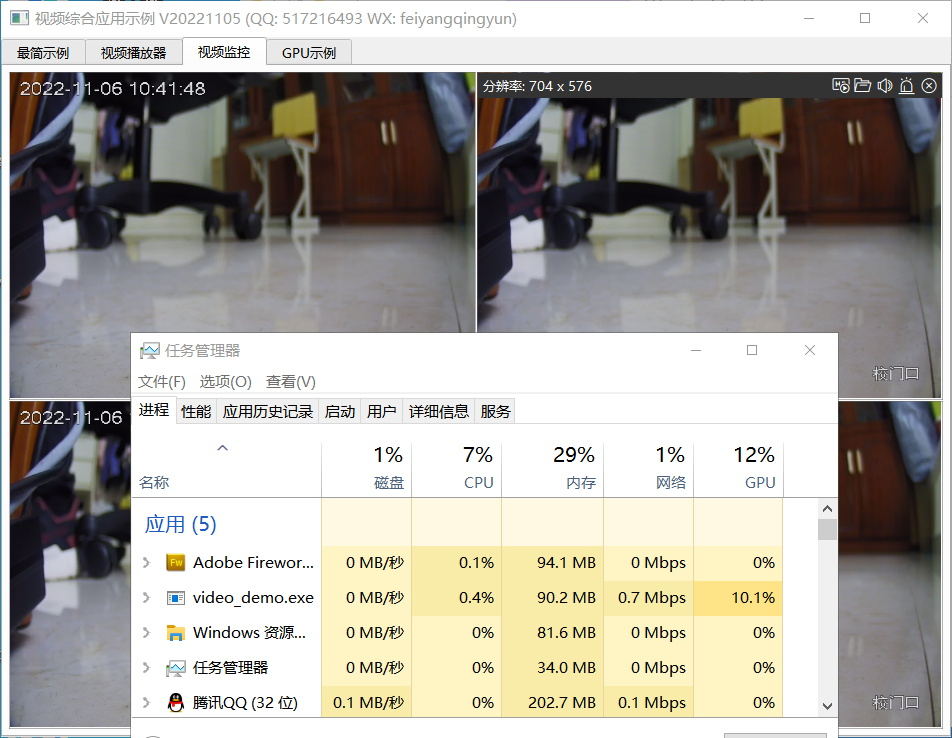 视频综合应用示例 V20221105 (QQ: 517216493 WX: feiyangqingyun)
最简示例 视频播放器 视频监控 GPU示例
2022-11-06 10:41:48
分辨率: 704 x 576
校门口
2022-11-06
任务管理器
文件(F) 选项(O) 查看(V)
进程 性能 应用历史记录 启动 用户 详细信息 服务
1% 7% 29% 1% 12%
名称 磁盘 CPU 内存 网络 GPU
应用 (5)
Adobe Firewor... 0 MB/秒 0.1% 94.1 MB 0 Mbps 0%
Fw
video_demo.exe 0 MB/秒 0.4% 90.2 MB 0.7 Mbps 10.1%
Windows 资源... 0 MB/秒 0% 81.6 MB 0 Mbps 0%
任务管理器 0 MB/秒 0% 34.0 MB 0 Mbps 0%
腾讯QQ (32 位) 0.1 MB/秒 0% 202.7 MB 0.1 Mbps 0%
校门口